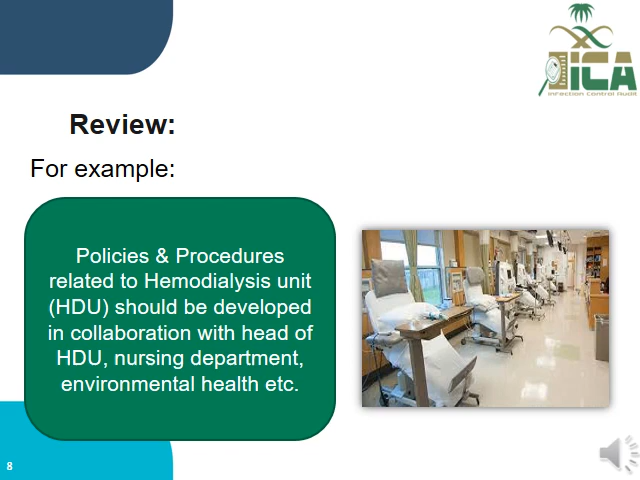 iCA
Infection Control Audit
Review:
For example:
Policies & Procedures
related to Hemodialysis unit
(HDU) should be developed
in collaboration with head of
HDU, nursing department,
environmental health etc.
8